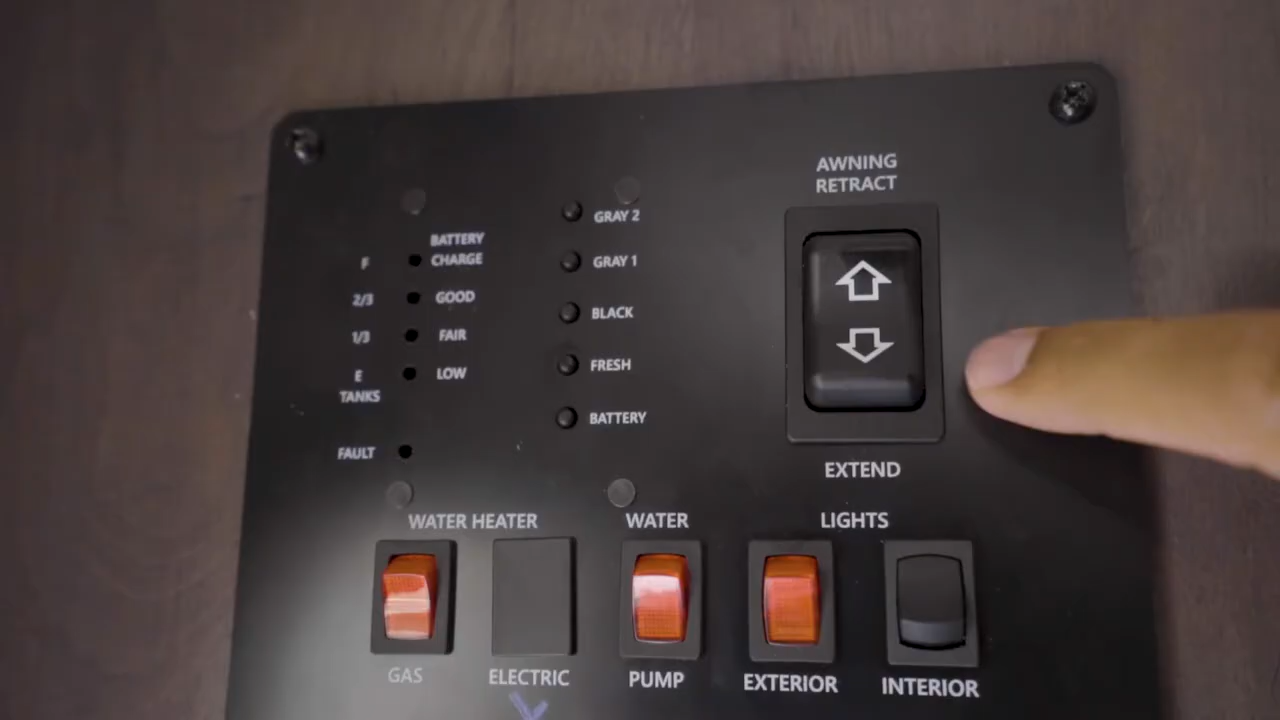 AWNING
RETRACT
GRAY 2
BATTERY
F CHARGE GRAY 1
2/3 GOOD
BLACK
1/3 FAIR
E LOW FRESH
TANKS
BATTERY
FAULT
EXTEND
WATER HEATER WATER LIGHTS
GAS ELECTRIC PUMP EXTERIOR INTERIOR